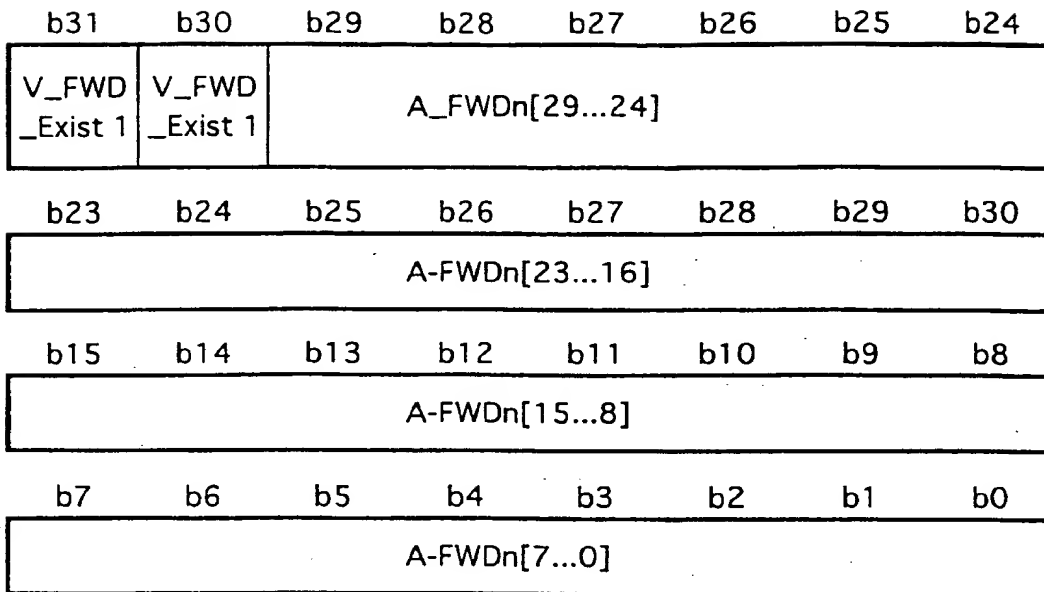 b31 b30 b29 b28 b27 b26 b25 b24
V_FWD V_FWD
_Exist 1 _Exist 1
A_FWDn[29...24]
b23 b24 b25 b26 b27 b28 b29 b30
A-FWDn[23...16]
b15 b14 b13 b12 b11 b10 b9 b8
A-FWDn[15...8]
b7 b6 b5 b4 b3 b2 b1 b0
A-FWDn[7...0]